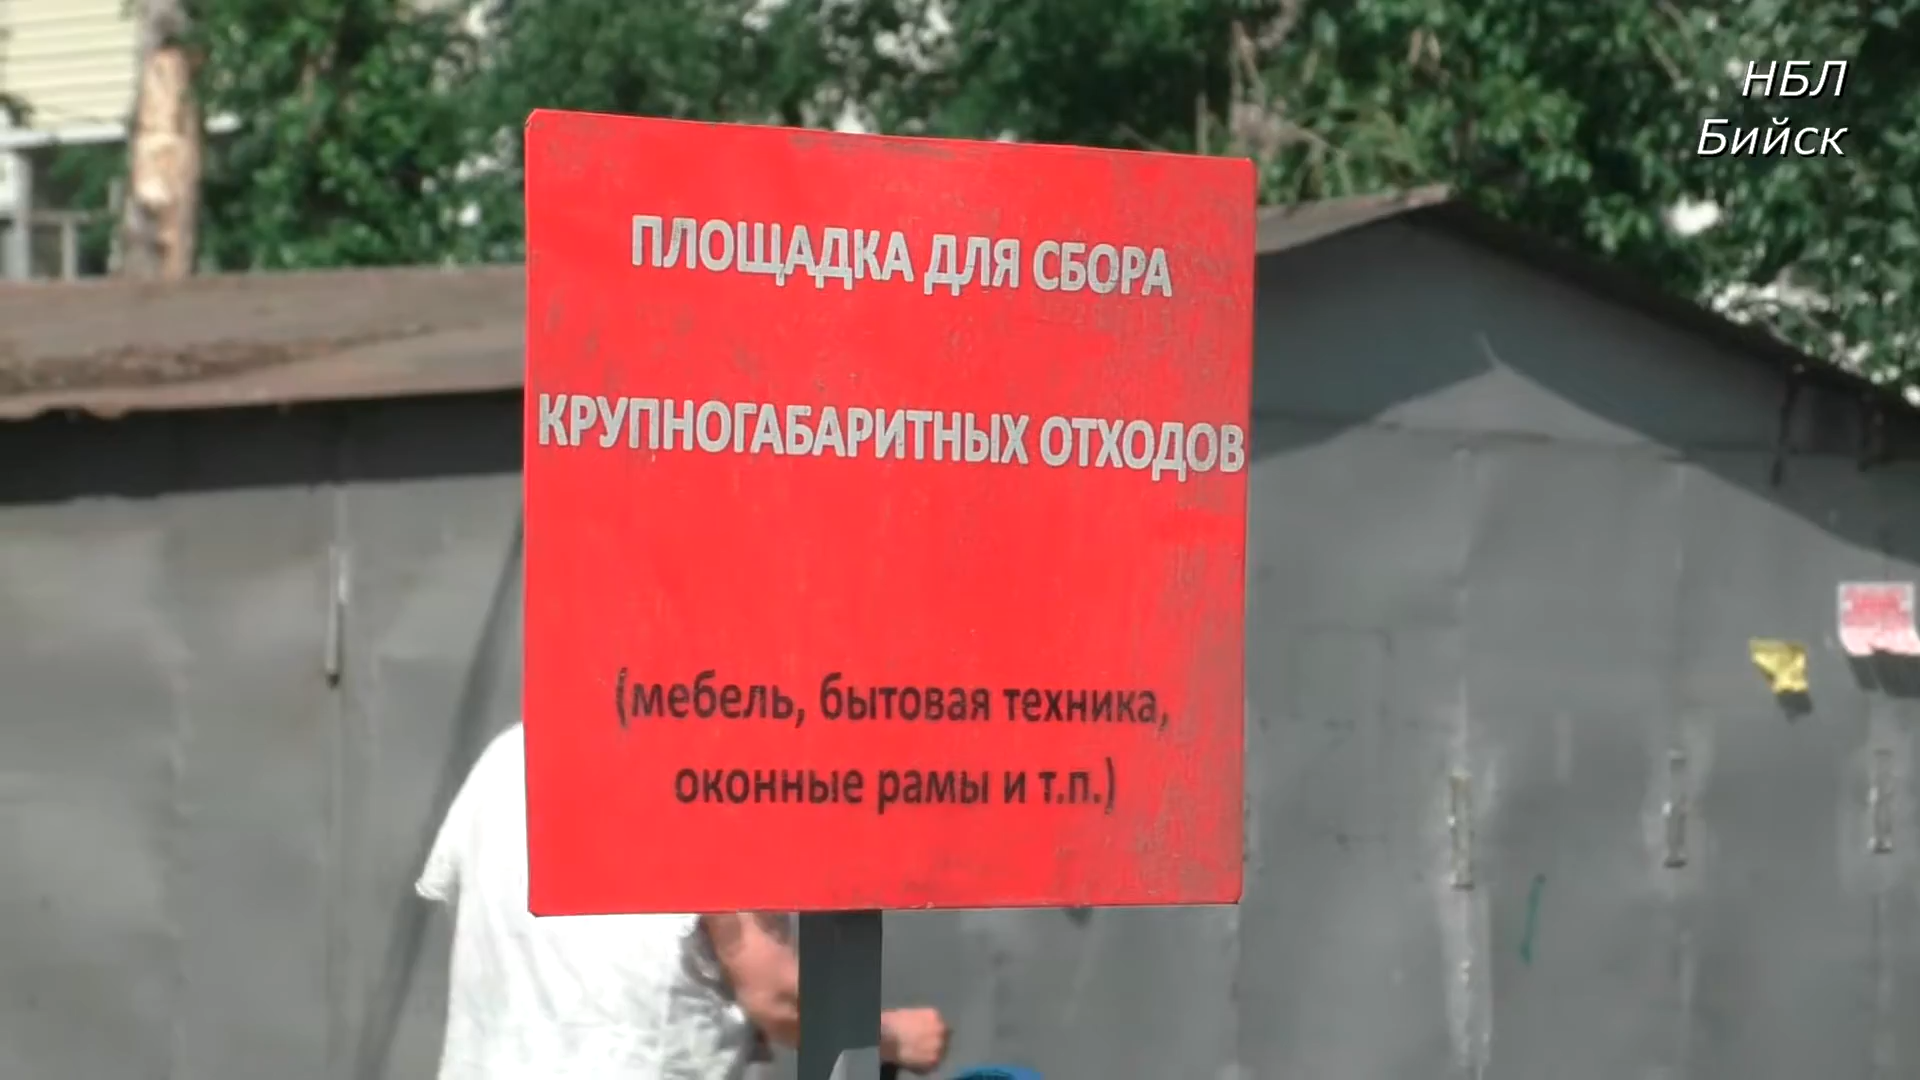 НБЛ
Бийск
ПЛОЩАДКА ДЛЯ СБОРА
КРУПНОГАБАРИТНЫХ ОТХОДОВ
(мебель, бытовая техника,
оконные рамы и т.п.)